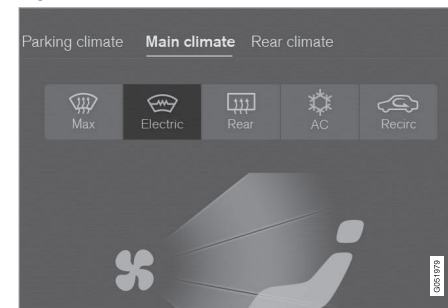 Parking climate Main climate Rear climate
Max Electric Rear AC Recirc
G051979